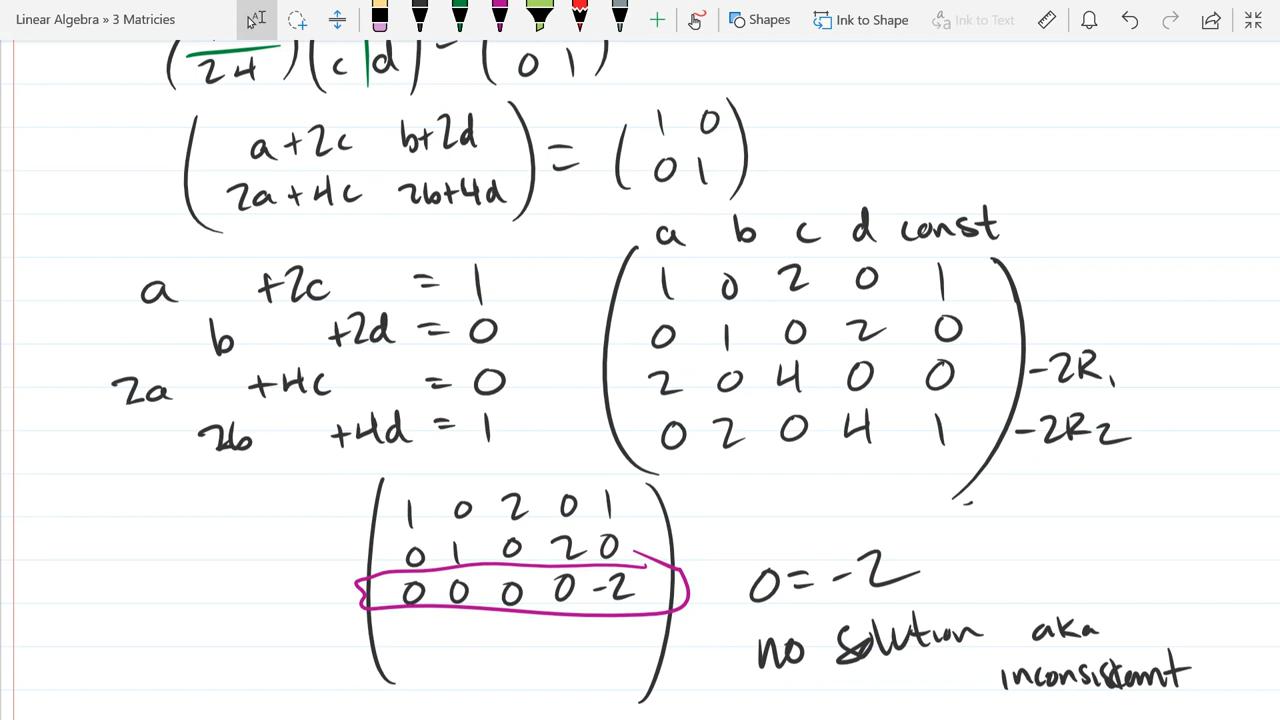 Linear Algebra » 3 Matricies
Shapes Ink to Shape Ink to Text
( 24 ) ( c | d ) = ( 0 1 )
( a+2c b+2d ) = ( 1 0 )
( 2a+4c 2b+4d ) ( 0 1 )
a b c d const
a +2c = 1
b +2d = 0
2a +4c = 0
2b +4d = 1
1 0 2 0 1
0 1 0 2 0
2 0 4 0 0 -2R1
0 2 0 4 1 -2R2
1 0 2 0 1
0 1 0 2 0
0 0 0 0 -2
0 = -2
no solution aka
inconsistant